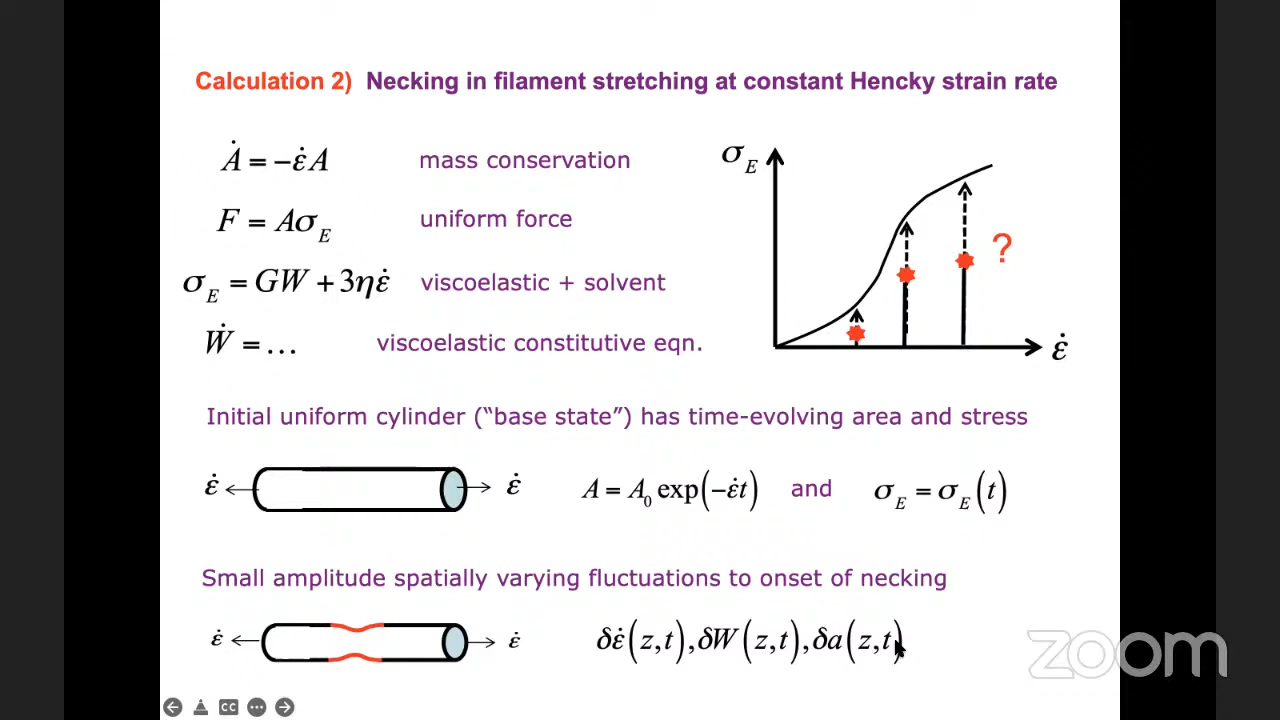 Calculation 2) Necking in filament stretching at constant Hencky strain rate
Ȧ = −ε̇A mass conservation
F = Aσ_E uniform force
σ_E = GW + 3ηε̇ viscoelastic + solvent
Ẇ = … viscoelastic constitutive eqn.
σ_E
?
ε̇
Initial uniform cylinder (“base state”) has time-evolving area and stress
ε̇ ε̇ A = A_0 exp(−ε̇t) and σ_E = σ_E(t)
Small amplitude spatially varying fluctuations to onset of necking
ε̇ ε̇ δε̇(z,t),δW(z,t),δa(z,t)
zoom
CC